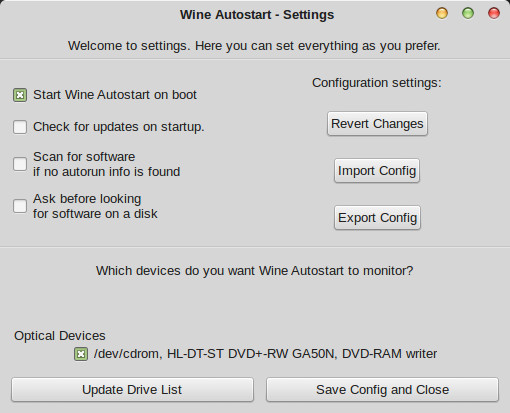 Wine Autostart - Settings
Welcome to settings. Here you can set everything as you prefer.
Start Wine Autostart on boot
Check for updates on startup.
Scan for software
if no autorun info is found
Ask before looking
for software on a disk
Configuration settings:
Revert Changes
Import Config
Export Config
Which devices do you want Wine Autostart to monitor?
Optical Devices
/dev/cdrom, HL-DT-ST DVD+-RW GA50N, DVD-RAM writer
Update Drive List
Save Config and Close